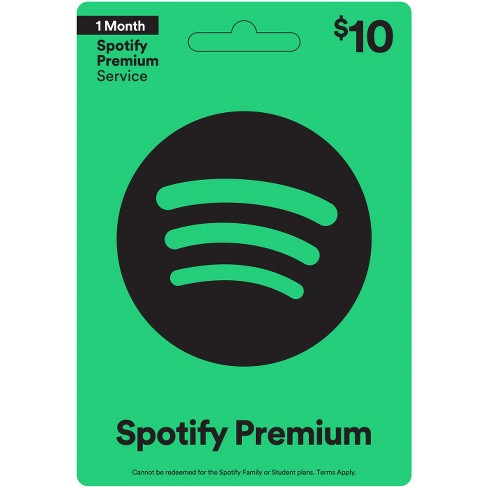 1 Month
Spotify
Premium
Service
$10
Spotify Premium
Cannot be redeemed for the Spotify Family or Student plans. Terms Apply.